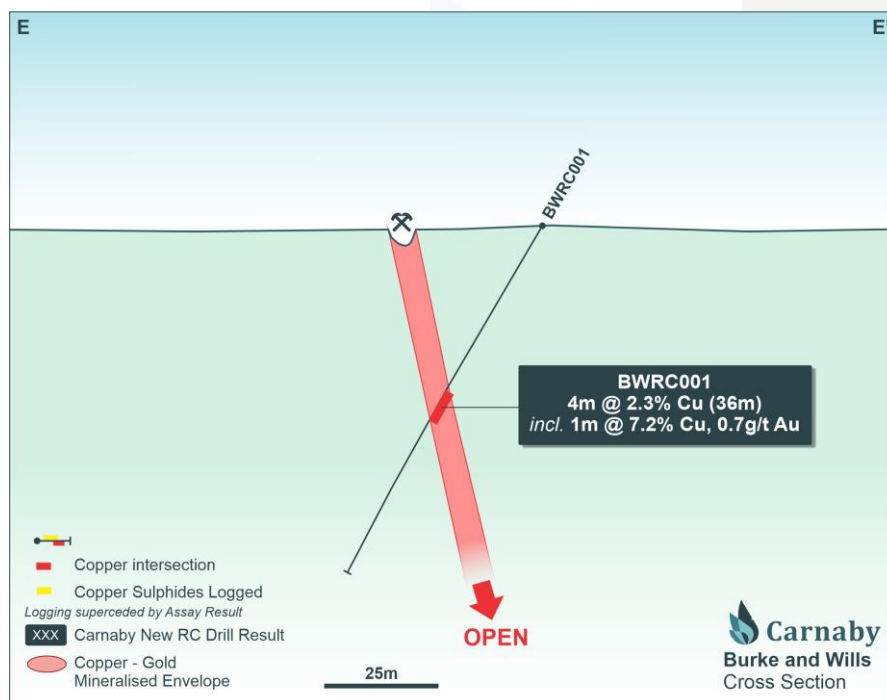 E
E'
BWRC001
BWRC001
4m @ 2.3% Cu (36m)
incl. 1m @ 7.2% Cu, 0.7g/t Au
Copper intersection
Copper Sulphides Logged
Logging superceded by Assay Result
XXX Carnaby New RC Drill Result
Copper - Gold
Mineralised Envelope
25m
OPEN
Carnaby
Burke and Wills
Cross Section